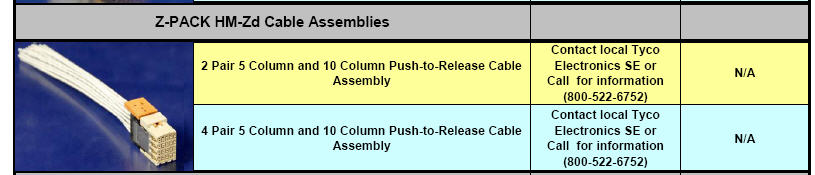 Z-PACK HM-Zd Cable Assemblies
2 Pair 5 Column and 10 Column Push-to-Release Cable
Assembly
Contact local Tyco
Electronics SE or
Call  for information
(800-522-6752)
N/A
4 Pair 5 Column and 10 Column Push-to-Release Cable
Assembly
Contact local Tyco
Electronics SE or
Call  for information
(800-522-6752)
N/A